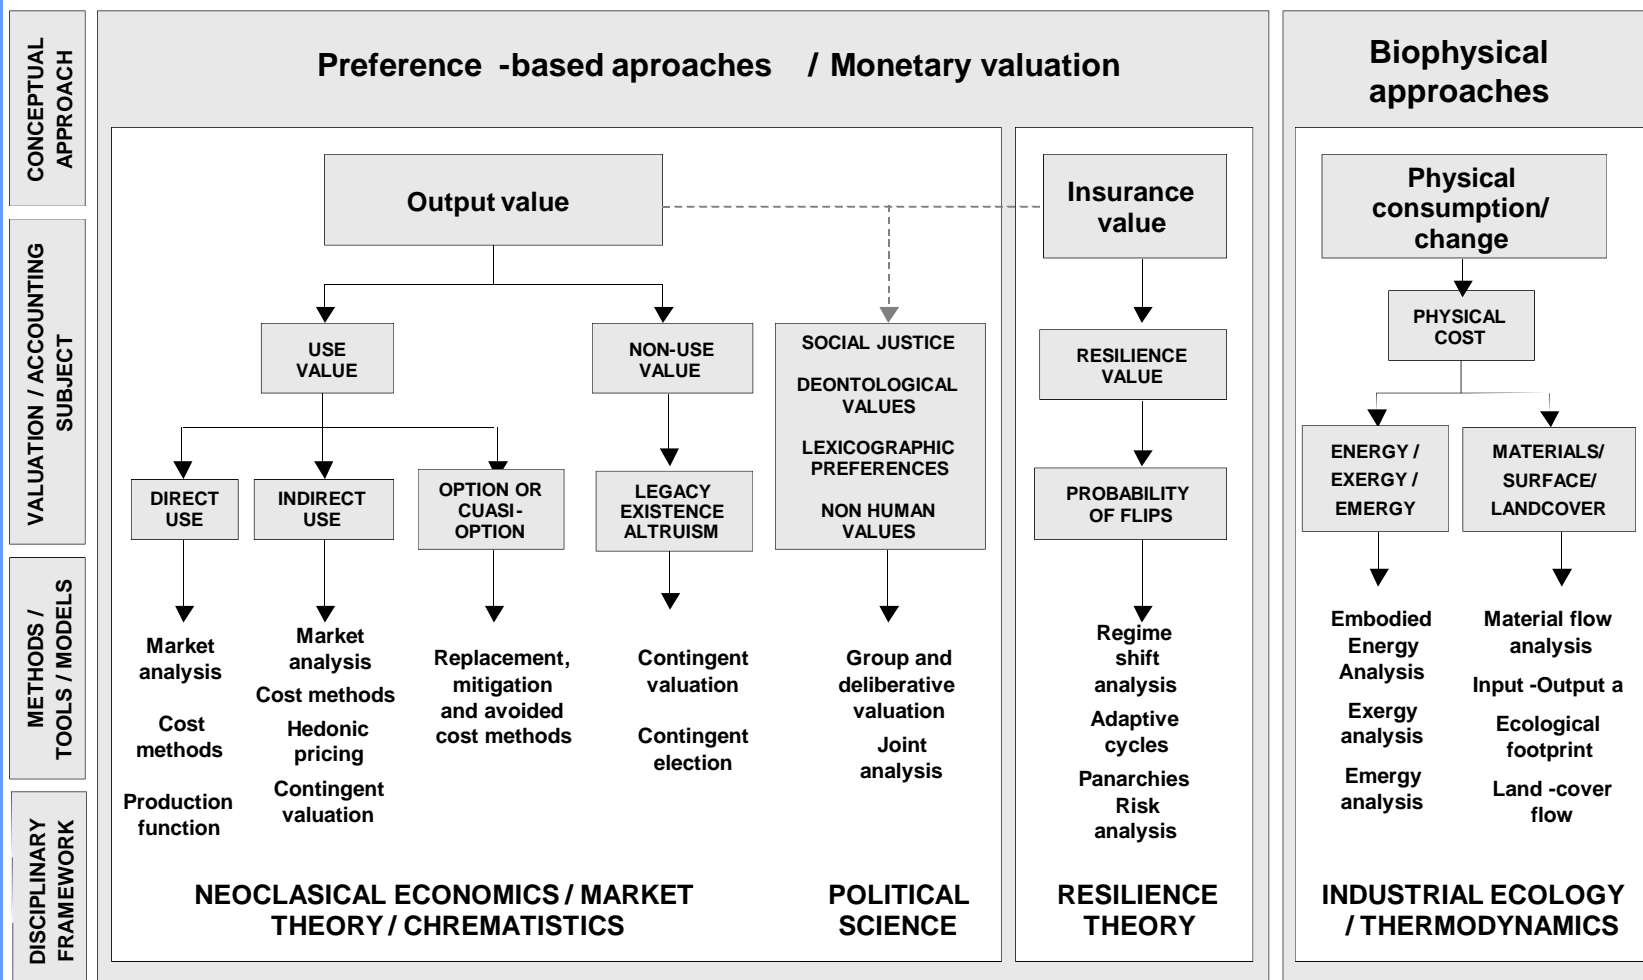 CONCEPTUAL
APPROACH
Preference -based aproaches / Monetary valuation
Biophysical
approaches
Output value
Insurance
value
Physical
consumption/
change
VALUATION / ACCOUNTING
SUBJECT
USE
VALUE
NON-USE
VALUE
SOCIAL JUSTICE
DEONTOLOGICAL
VALUES
LEXICOGRAPHIC
PREFERENCES
NON HUMAN
VALUES
RESILIENCE
VALUE
PHYSICAL
COST
DIRECT
USE
INDIRECT
USE
OPTION OR
CUASI-
OPTION
LEGACY
EXISTENCE
ALTRUISM
PROBABILITY
OF FLIPS
ENERGY /
EXERGY /
EMERGY
MATERIALS/
SURFACE/
LANDCOVER
METHODS /
TOOLS / MODELS
Market
analysis
Cost
methods
Production
function
Market
analysis
Cost methods
Hedonic
pricing
Contingent
valuation
Replacement,
mitigation
and avoided
cost methods
Contingent
valuation
Contingent
election
Group and
deliberative
valuation
Joint
analysis
Regime
shift
analysis
Adaptive
cycles
Panarchies
Risk
analysis
Embodied
Energy
Analysis
Exergy
analysis
Emergy
analysis
Material flow
analysis
Input -Output a
Ecological
footprint
Land -cover
flow
DISCIPLINARY
FRAMEWORK
NEOCLASICAL ECONOMICS / MARKET
THEORY / CHREMATISTICS
POLITICAL
SCIENCE
RESILIENCE
THEORY
INDUSTRIAL ECOLOGY
/ THERMODYNAMICS